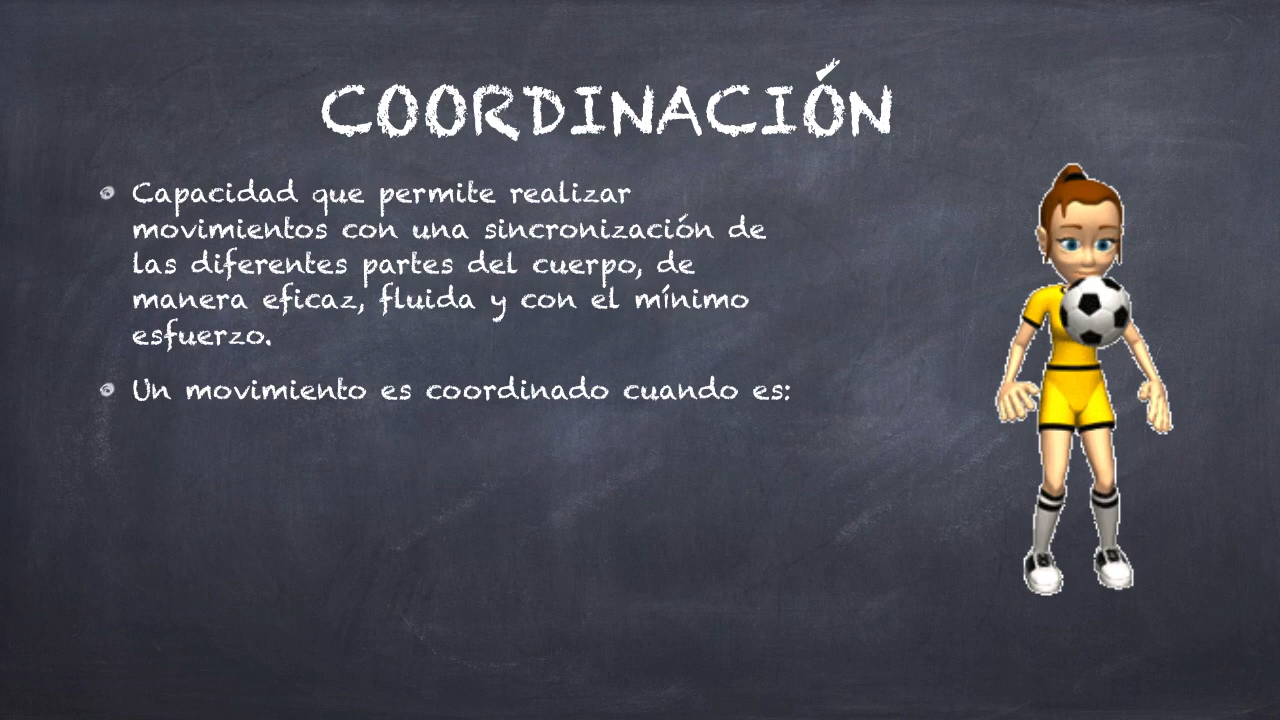 COORDINACIÓN
Capacidad que permite realizar
movimientos con una sincronización de
las diferentes partes del cuerpo, de
manera eficaz, fluida y con el mínimo
esfuerzo.
Un movimiento es coordinado cuando es: